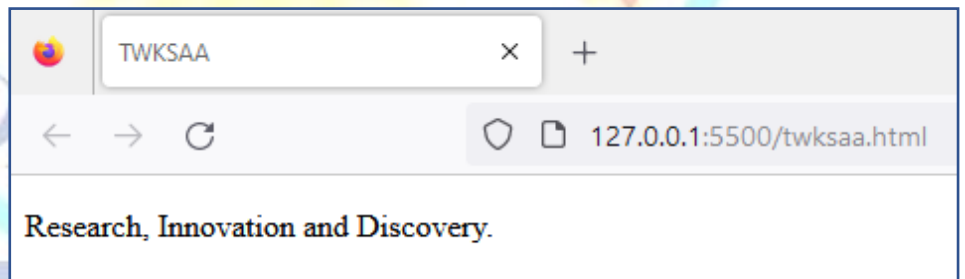 TWKSAA
127.0.0.1:5500/twksaa.html
Research, Innovation and Discovery.